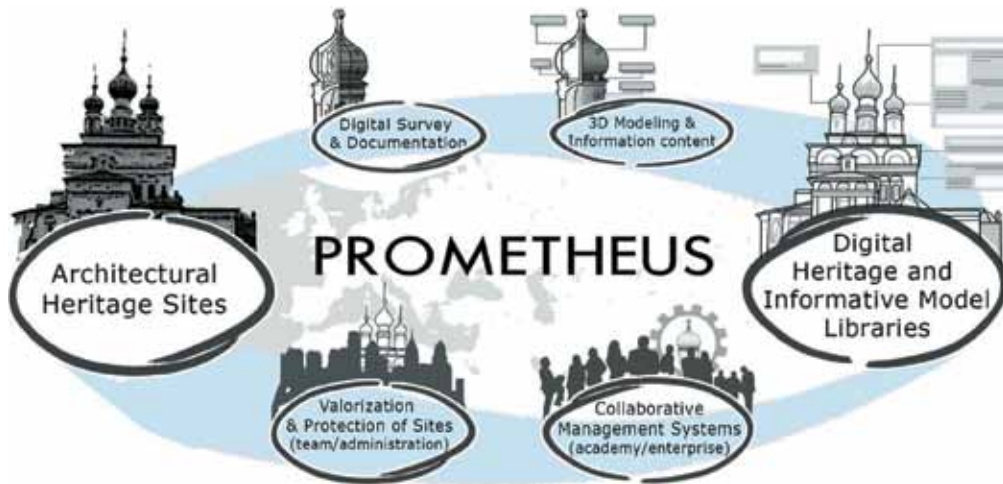 Digital Survey
& Documentation
3D Modeling &
Information content
Architectural
Heritage Sites
PROMETHEUS
Digital
Heritage and
Informative Model
Libraries
Valorization
& Protection of Sites
(team/administration)
Collaborative
Management Systems
(academy/enterprise)